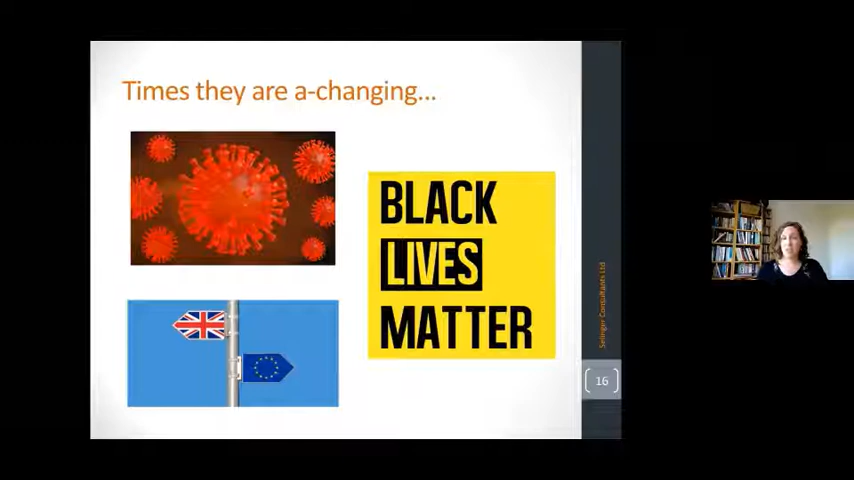 Times they are a-changing...
BLACK
LIVES
MATTER
Selinger Consultants Ltd
16